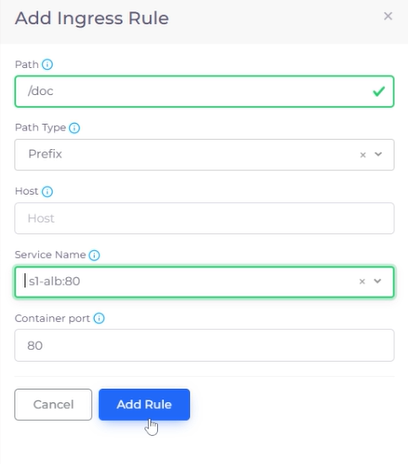 Add Ingress Rule
Path
/doc
Path Type
Prefix
Host
Host
Service Name
s1-alb:80
Container port
80
Cancel
Add Rule